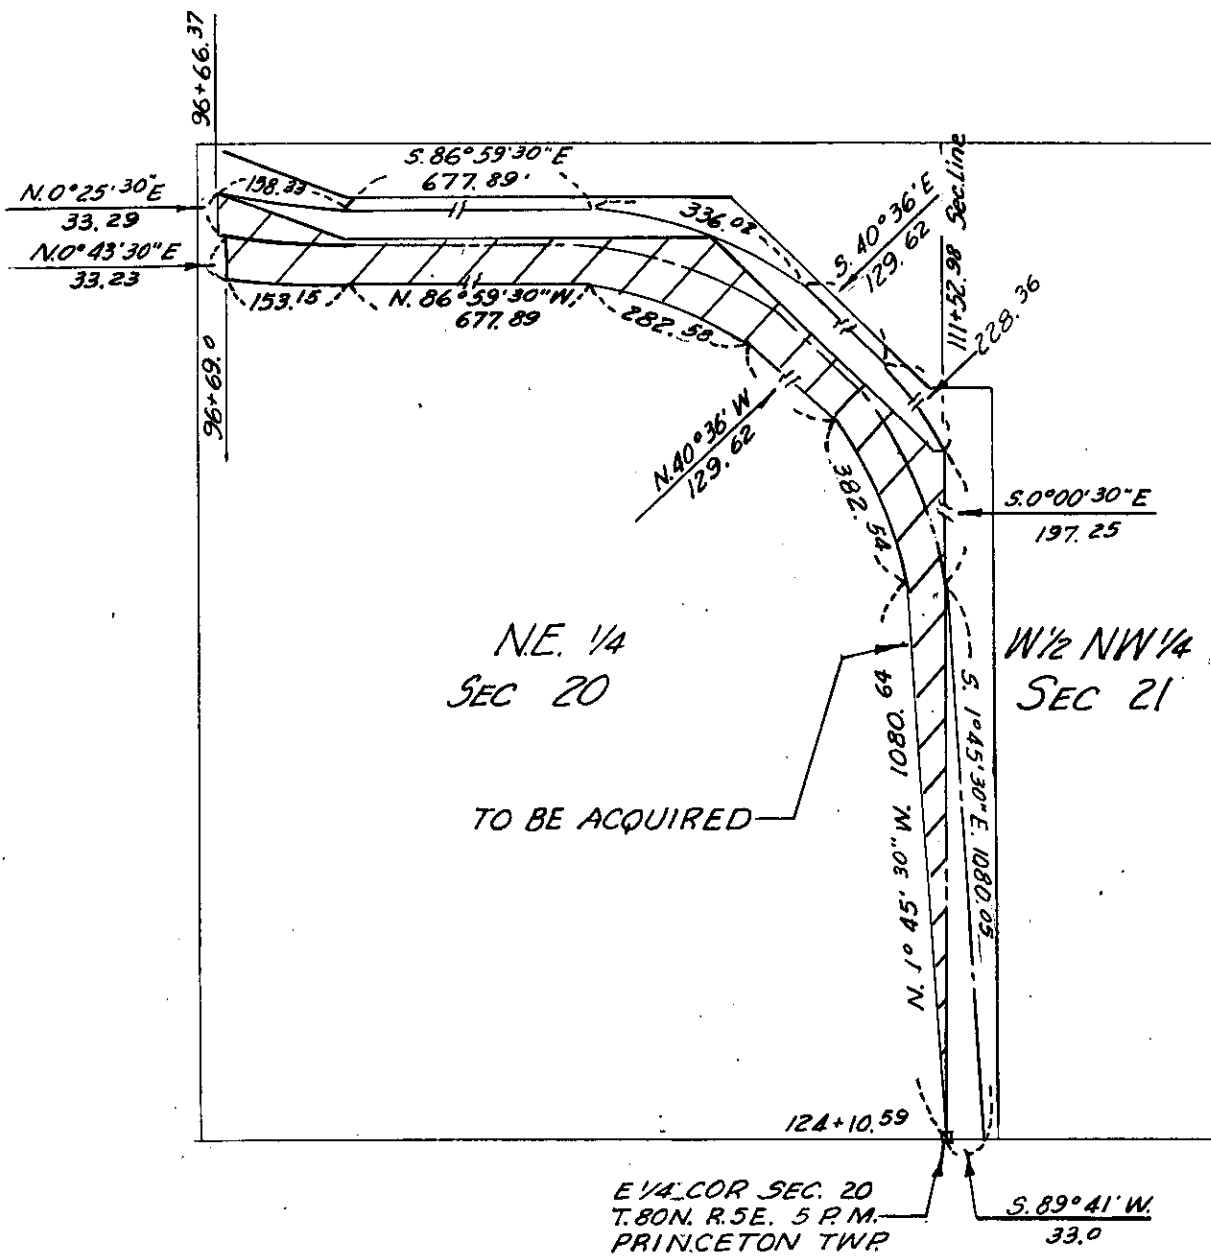 96+66.37
S. 86°59'30"E
677.89'
158.33
N.0°25'30"E
33.29
N.0°43'30"E
33.23
336.02
S. 40°36'E
129.62
Sec.Line
111+52.98
228.36
153.15
N. 86°59'30"W.
677.89
282.58
96+69.0
N.40°36'W
129.62
382.54
S.0°00'30"E
197.25
N.E. 1/4
SEC 20
W1/2 NW1/4
SEC 21
TO BE ACQUIRED
N. 1° 45' 30" W. 1080.64
S. 1°45'30"E. 1080.05
124+10.59
E 1/4 COR SEC. 20
T.80N. R.5E. 5 P.M.
PRINCETON TWP.
S. 89°41' W.
33.0